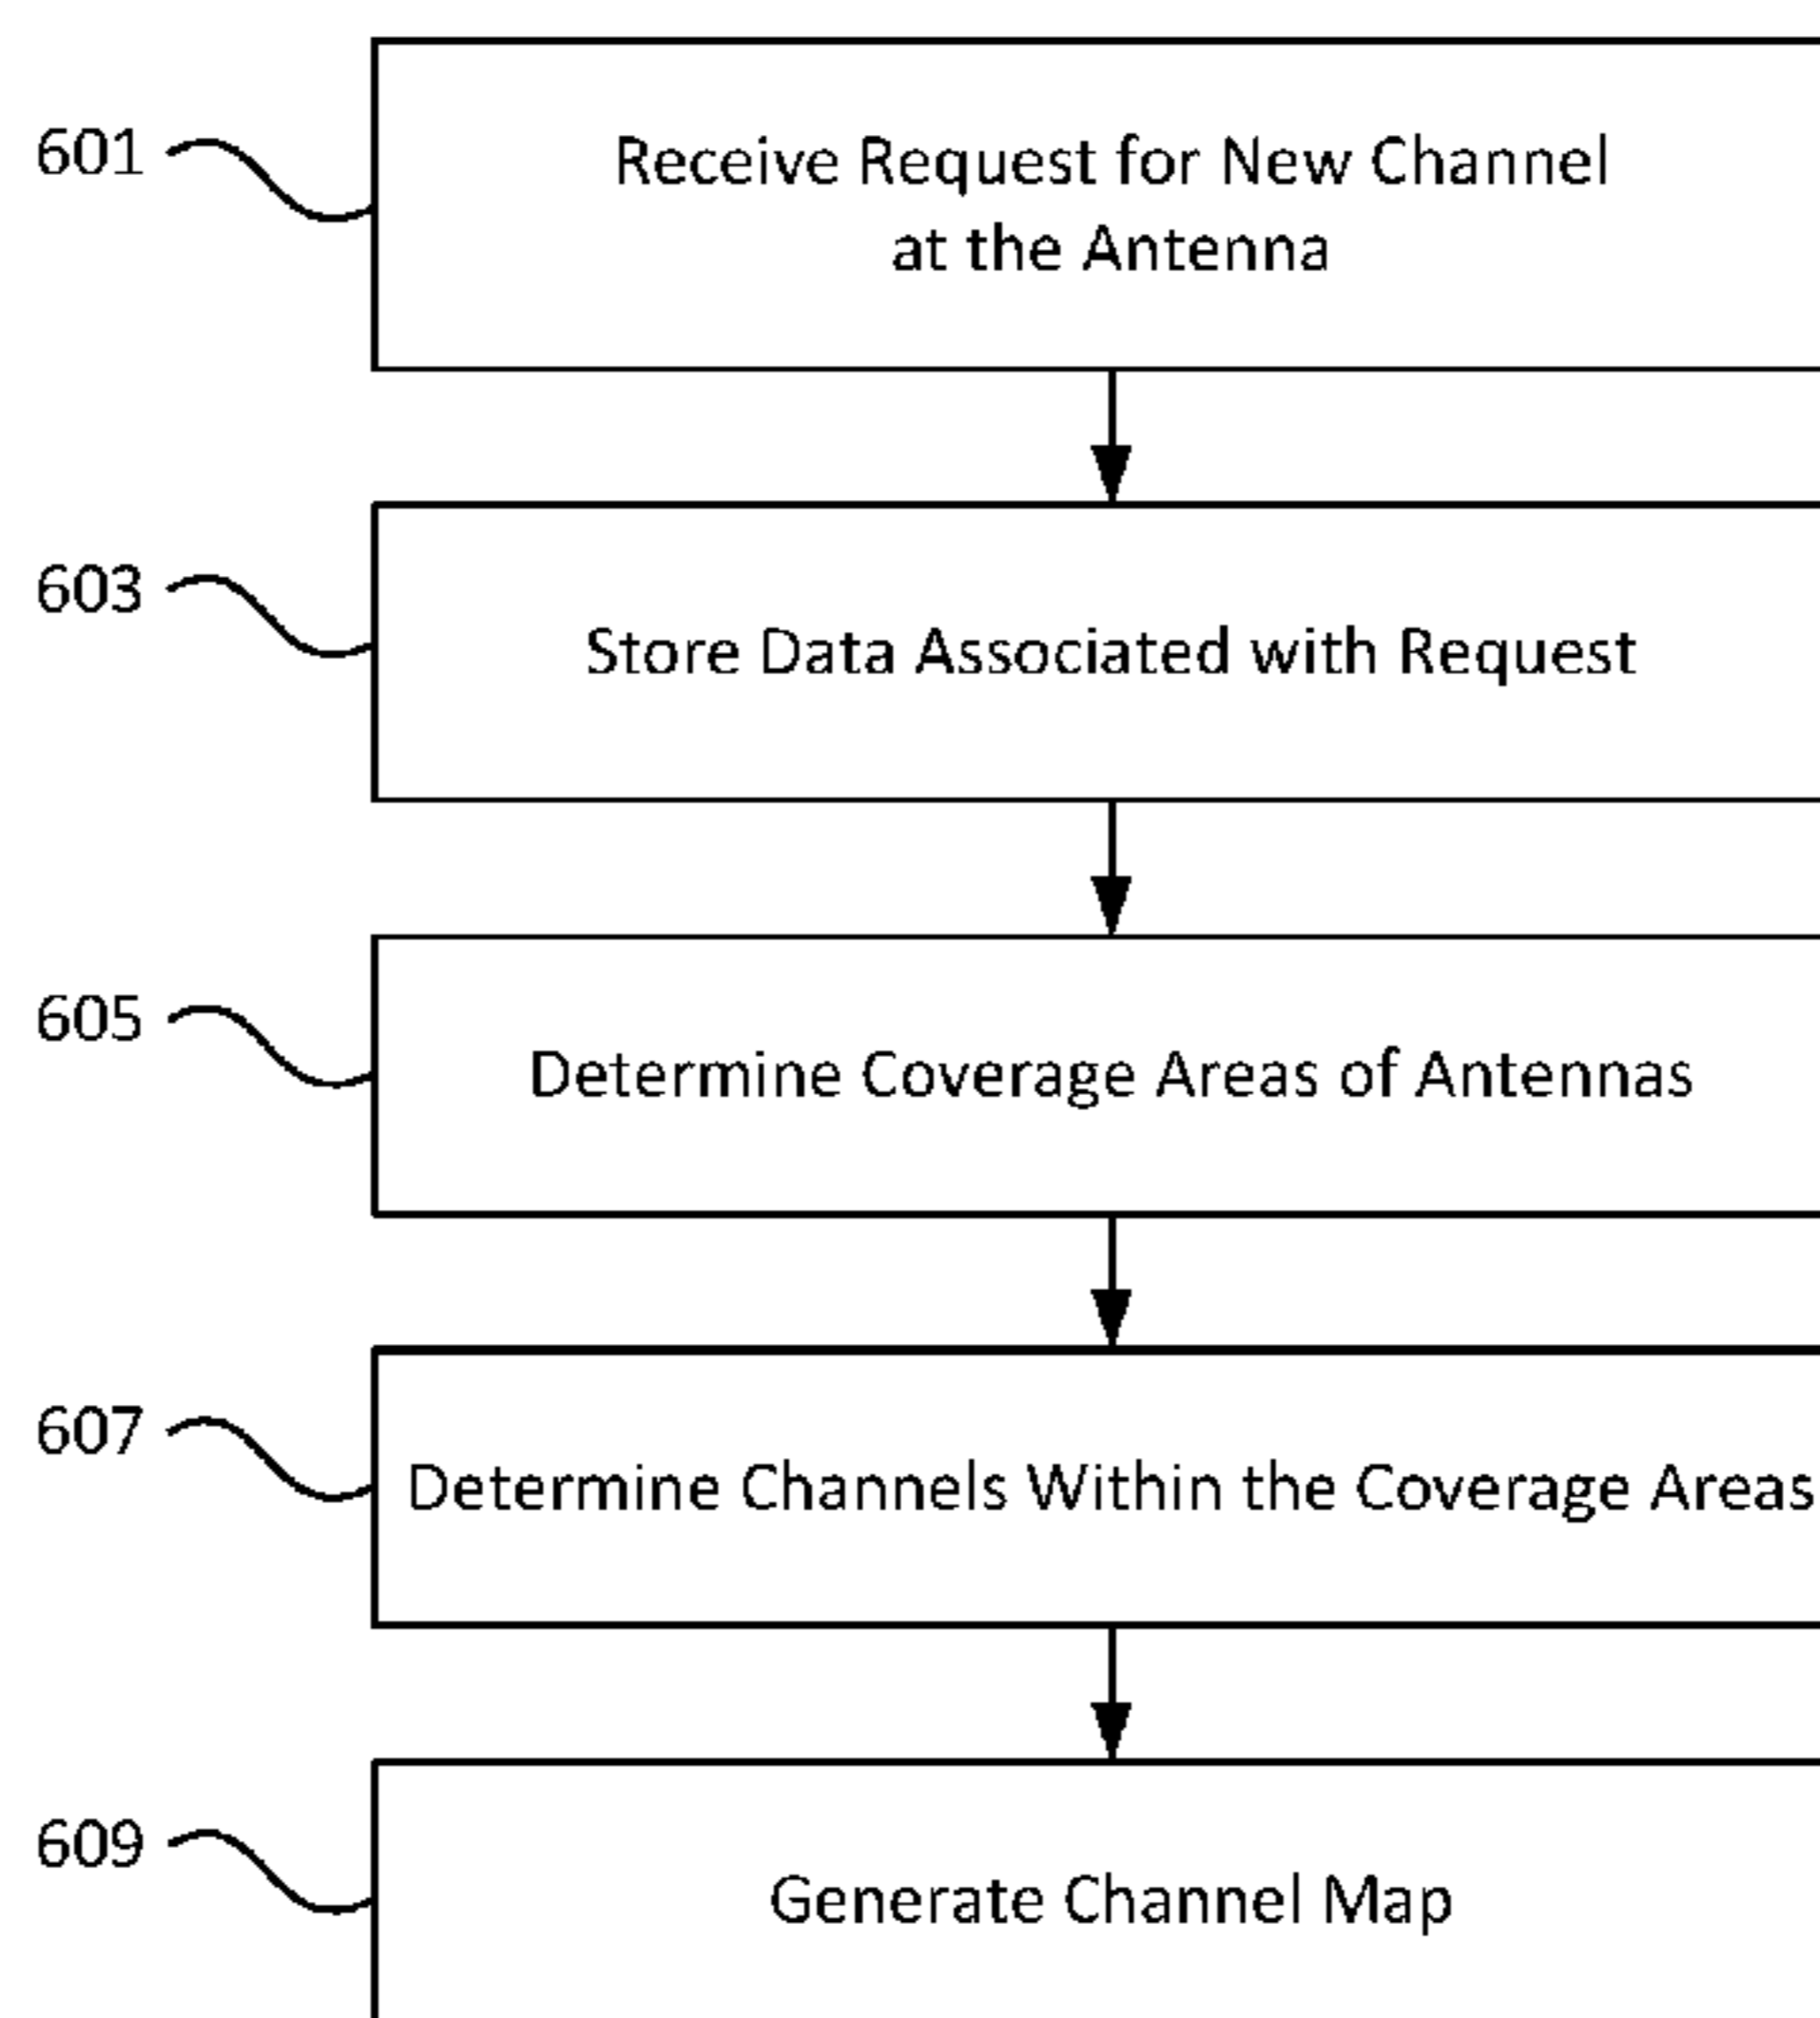 601
Receive Request for New Channel
at the Antenna
603
Store Data Associated with Request
605
Determine Coverage Areas of Antennas
607
Determine Channels Within the Coverage Areas
609
Generate Channel Map